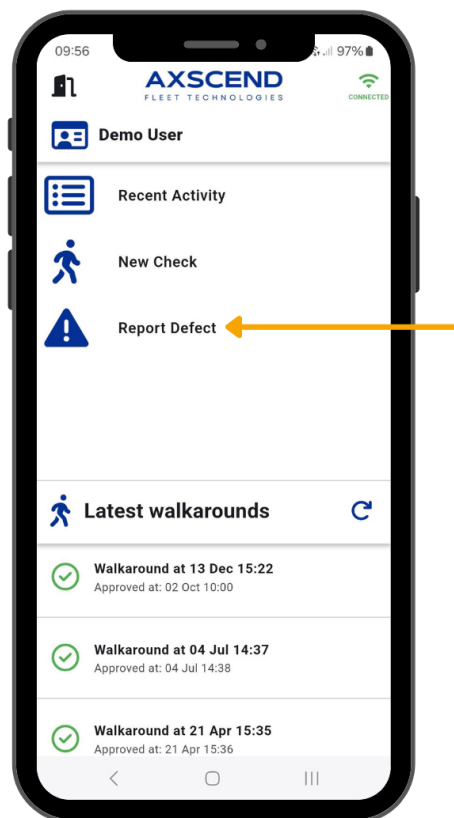 09:56
97%
AXSCEND
FLEET TECHNOLOGIES
CONNECTED
Demo User
Recent Activity
New Check
Report Defect
Latest walkarounds
Walkaround at 13 Dec 15:22
Approved at: 02 Oct 10:00
Walkaround at 04 Jul 14:37
Approved at: 04 Jul 14:38
Walkaround at 21 Apr 15:35
Approved at: 21 Apr 15:36